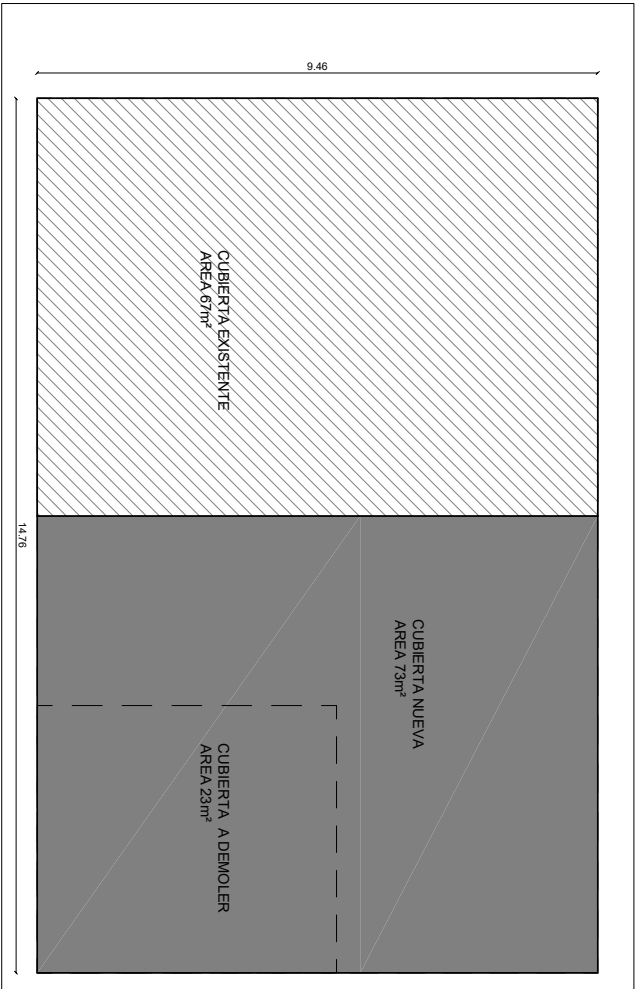 9.46
CUBIERTA EXISTENTE
AREA 67m²
14.76
CUBIERTA NUEVA
AREA 73m²
CUBIERTA A DEMOLER
AREA 23m²